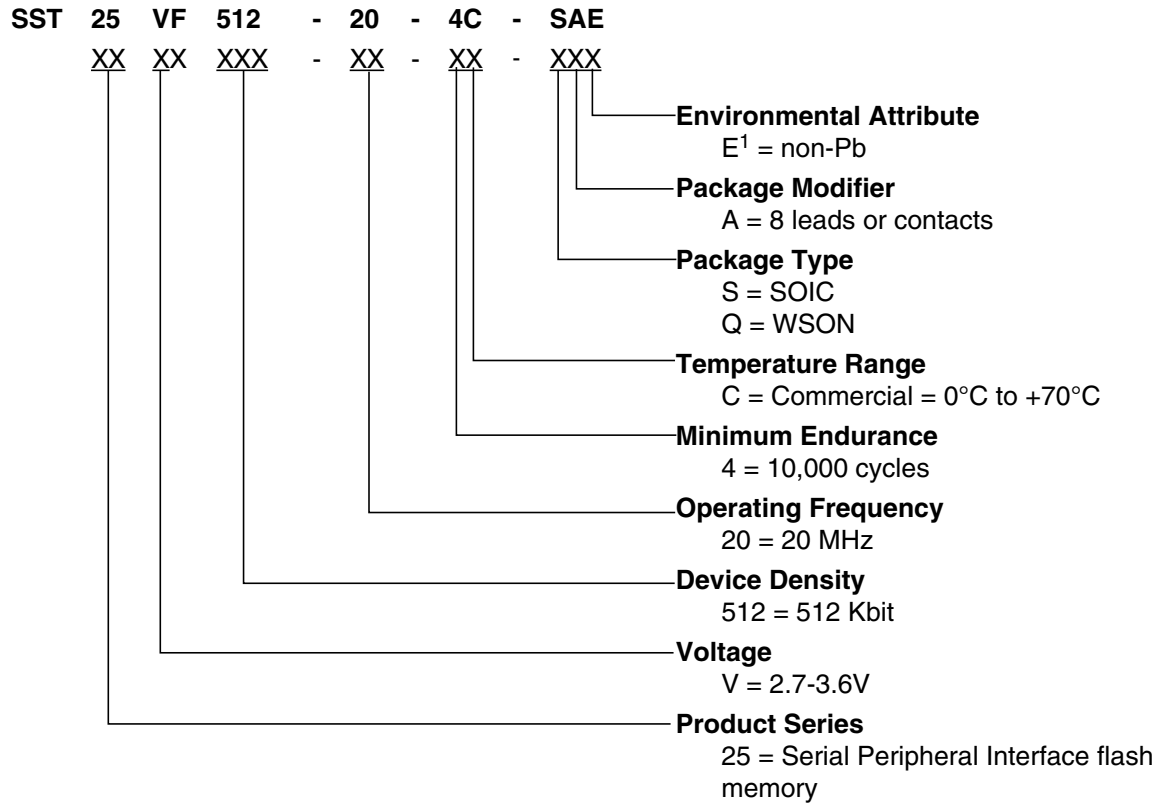 SST 25 VF 512 - 20 - 4C - SAE
XX XX XXX - XX - XX - XXX
Environmental Attribute
E1 = non-Pb
Package Modifier
A = 8 leads or contacts
Package Type
S = SOIC
Q = WSON
Temperature Range
C = Commercial = 0°C to +70°C
Minimum Endurance
4 = 10,000 cycles
Operating Frequency
20 = 20 MHz
Device Density
512 = 512 Kbit
Voltage
V = 2.7-3.6V
Product Series
25 = Serial Peripheral Interface flash
memory